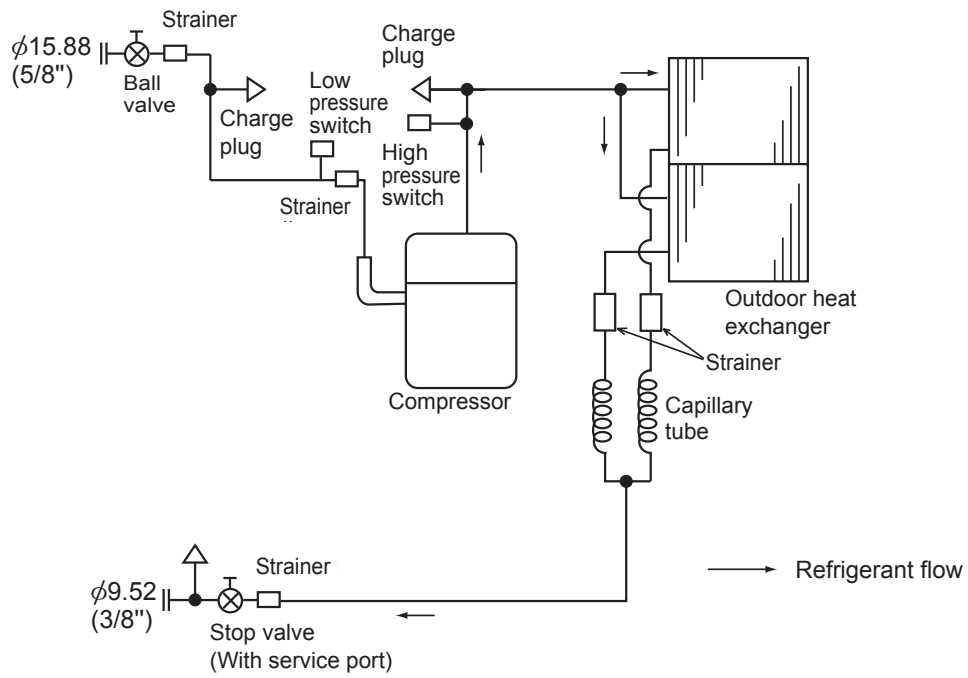 Strainer
ϕ15.88
(5/8")
Ball
valve
Charge
plug
Low
pressure
switch
Strainer
Charge
plug
High
pressure
switch
Compressor
Outdoor heat
exchanger
Strainer
Capillary
tube
Refrigerant flow
ϕ9.52
(3/8")
Strainer
Stop valve
(With service port)